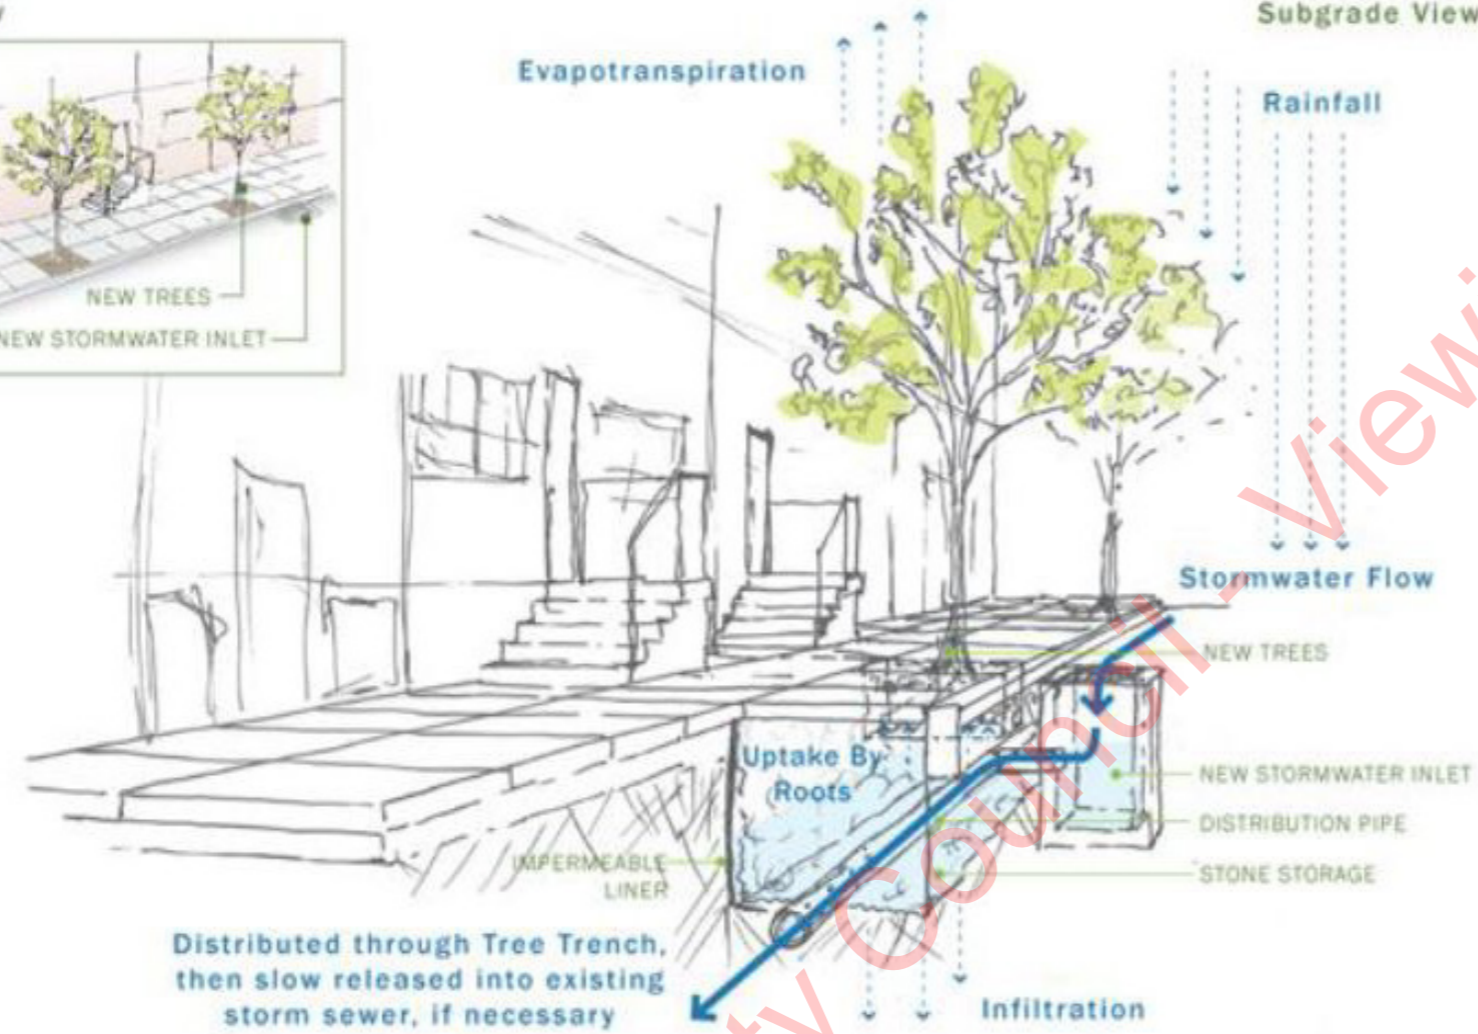 Subgrade View
Evapotranspiration
Rainfall
NEW TREES
NEW STORMWATER INLET
Stormwater Flow
NEW TREES
Uptake By
Roots
NEW STORMWATER INLET
DISTRIBUTION PIPE
STONE STORAGE
IMPERMEABLE
LINER
Distributed through Tree Trench,
then slow released into existing
storm sewer, if necessary
Infiltration
Council - View